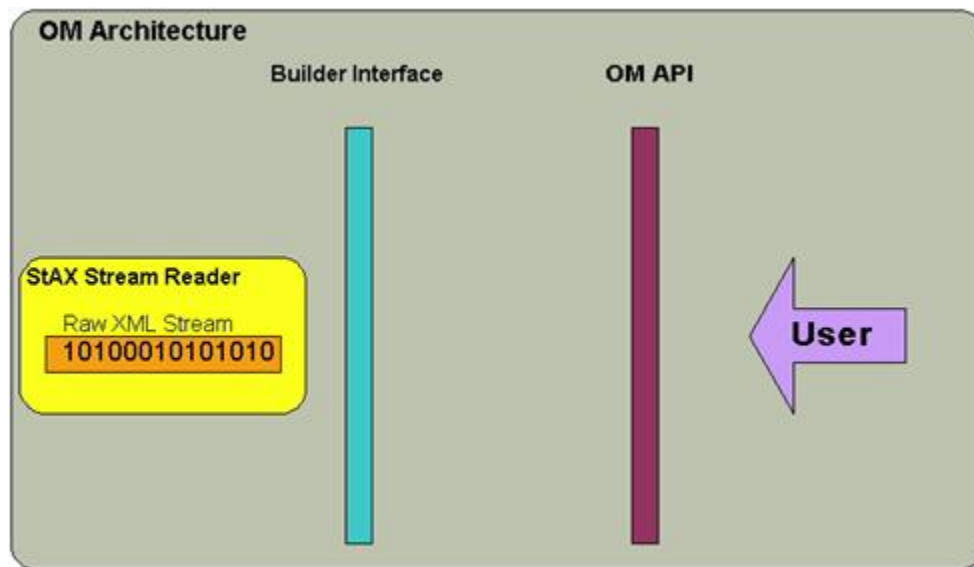 OM Architecture
Builder Interface
OM API
StAX Stream Reader
Raw XML Stream
10100010101010
User